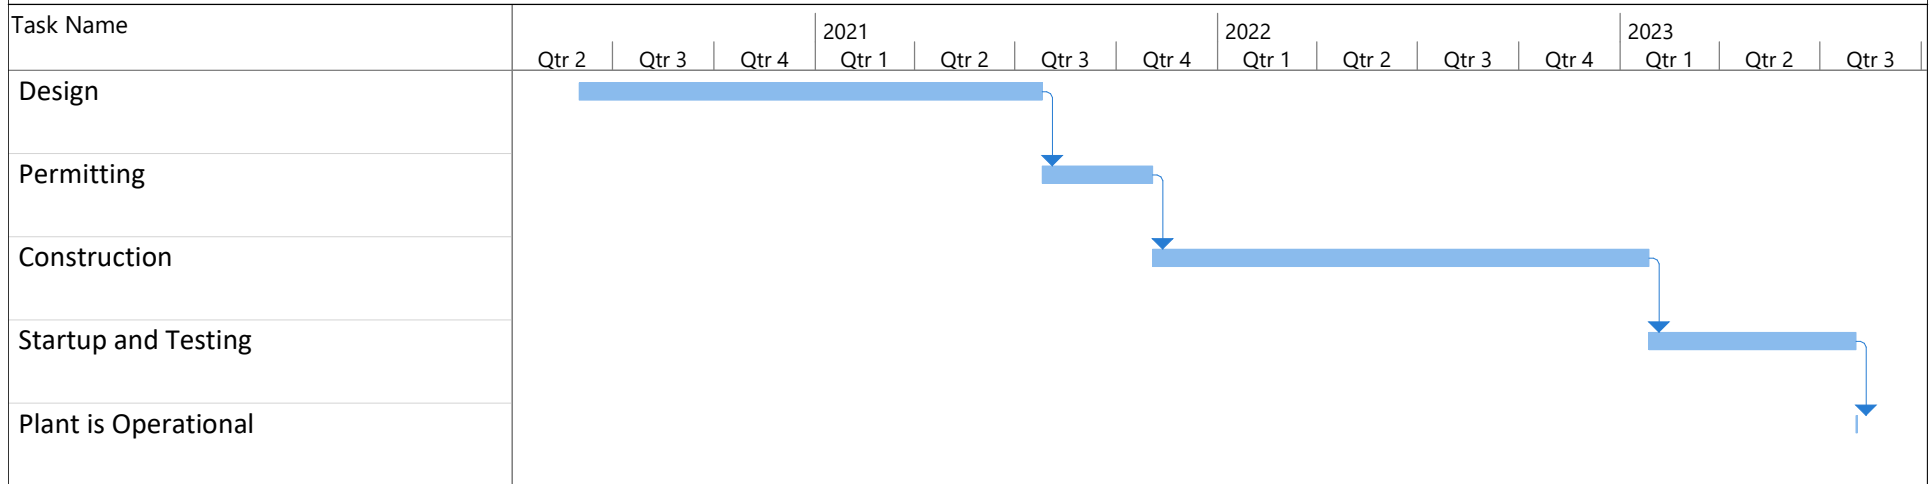 Task Name
2021 2022 2023
Qtr 2 Qtr 3 Qtr 4 Qtr 1 Qtr 2 Qtr 3 Qtr 4 Qtr 1 Qtr 2 Qtr 3 Qtr 4 Qtr 1 Qtr 2 Qtr 3
Design
Permitting
Construction
Startup and Testing
Plant is Operational